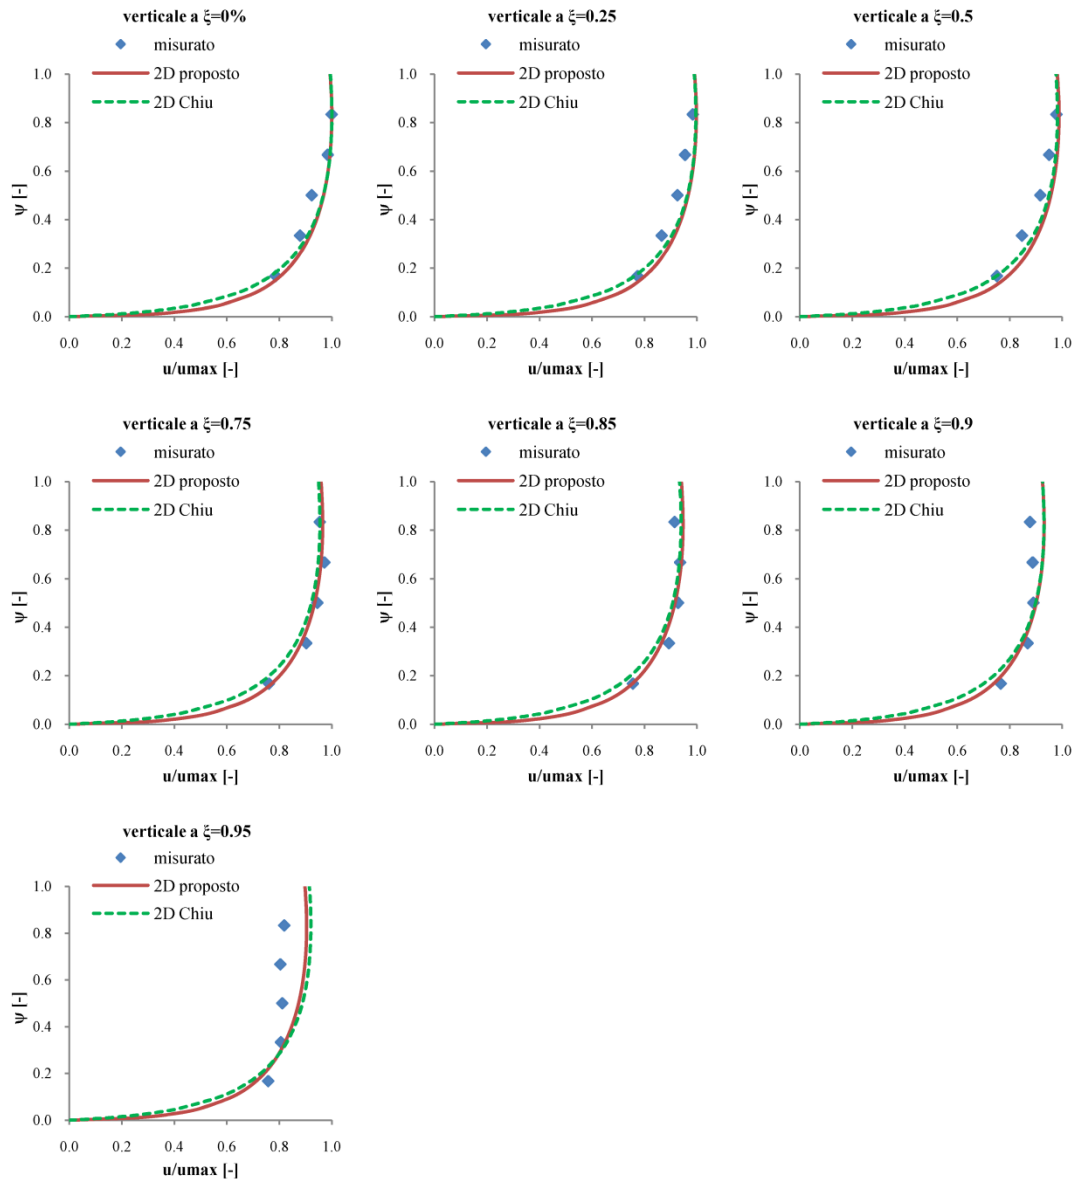 verticale a ξ=0%
misurato
2D proposto
2D Chiu
1.0
0.8
0.6
0.4
0.2
0.0
ψ [-]
0.0 0.2 0.4 0.6 0.8 1.0
u/umax [-]
verticale a ξ=0.25
misurato
2D proposto
2D Chiu
1.0
0.8
0.6
0.4
0.2
0.0
ψ [-]
0.0 0.2 0.4 0.6 0.8 1.0
u/umax [-]
verticale a ξ=0.5
misurato
2D proposto
2D Chiu
1.0
0.8
0.6
0.4
0.2
0.0
ψ [-]
0.0 0.2 0.4 0.6 0.8 1.0
u/umax [-]
verticale a ξ=0.75
misurato
2D proposto
2D Chiu
1.0
0.8
0.6
0.4
0.2
0.0
ψ [-]
0.0 0.2 0.4 0.6 0.8 1.0
u/umax [-]
verticale a ξ=0.85
misurato
2D proposto
2D Chiu
1.0
0.8
0.6
0.4
0.2
0.0
ψ [-]
0.0 0.2 0.4 0.6 0.8 1.0
u/umax [-]
verticale a ξ=0.9
misurato
2D proposto
2D Chiu
1.0
0.8
0.6
0.4
0.2
0.0
ψ [-]
0.0 0.2 0.4 0.6 0.8 1.0
u/umax [-]
verticale a ξ=0.95
misurato
2D proposto
2D Chiu
1.0
0.8
0.6
0.4
0.2
0.0
ψ [-]
0.0 0.2 0.4 0.6 0.8 1.0
u/umax [-]